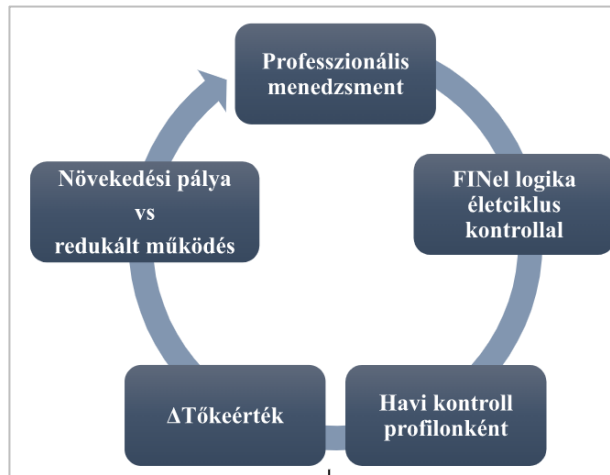 Professzionális
menedzsment
FINel logika
életciklus
kontrollal
Havi kontroll
profilonként
ΔTőkeérték
Növekedési pálya
vs
redukált működés